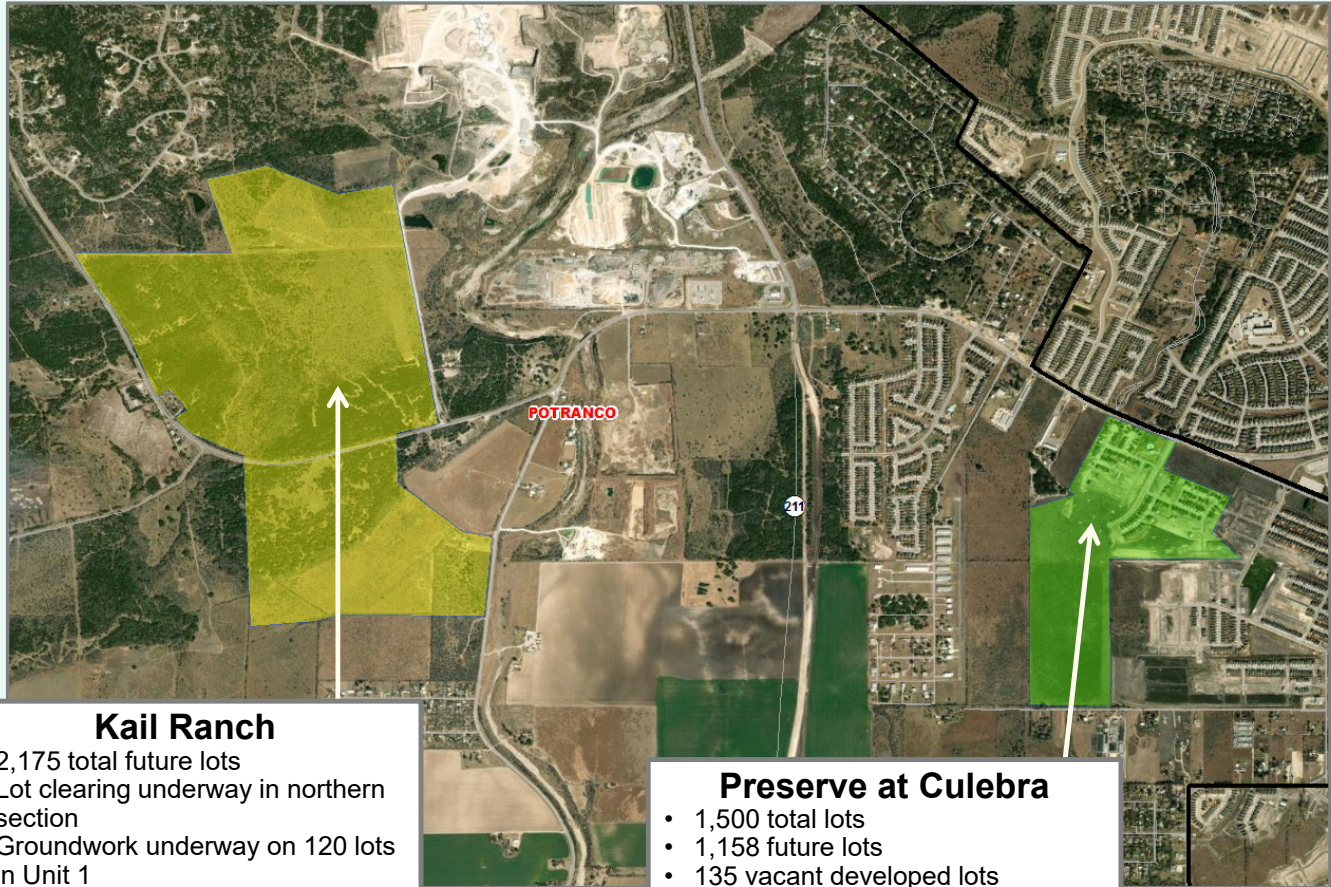 POTRANCO
211
Kail Ranch
2,175 total future lots
Lot clearing underway in northern
section
Groundwork underway on 120 lots
in Unit 1
Preserve at Culebra
• 1,500 total lots
• 1,158 future lots
• 135 vacant developed lots